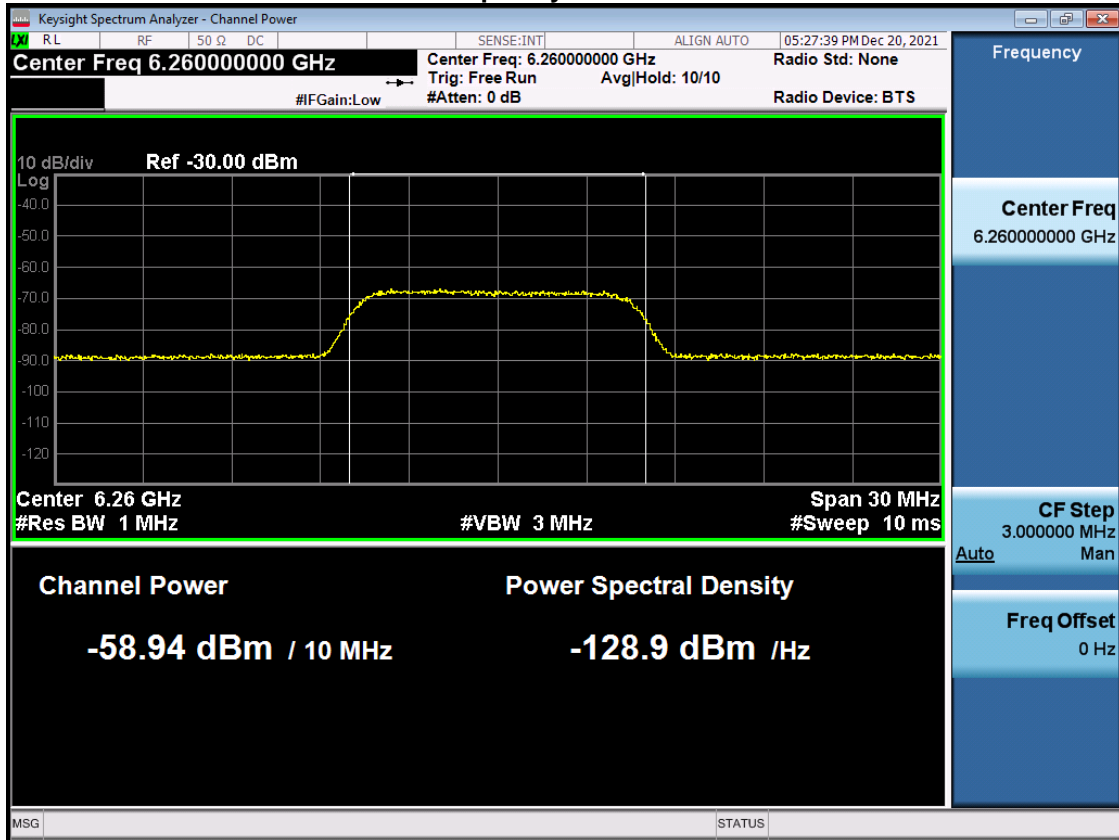 Keysight Spectrum Analyzer - Channel Power
LXI RL RF 50 Ω DC SENSE:INT ALIGN AUTO 05:27:39 PM Dec 20, 2021
Center Freq 6.260000000 GHz
Center Freq: 6.260000000 GHz Radio Std: None
Trig: Free Run Avg|Hold: 10/10
#IFGain:Low #Atten: 0 dB Radio Device: BTS
Frequency
10 dB/div Ref -30.00 dBm
Log
-40.0
-50.0
-60.0
-70.0
-80.0
-90.0
-100
-110
-120
Center 6.26 GHz Span 30 MHz
#Res BW 1 MHz #VBW 3 MHz #Sweep 10 ms
Channel Power Power Spectral Density
-58.94 dBm / 10 MHz -128.9 dBm /Hz
Center Freq
6.260000000 GHz
CF Step
3.000000 MHz
Auto Man
Freq Offset
0 Hz
MSG STATUS